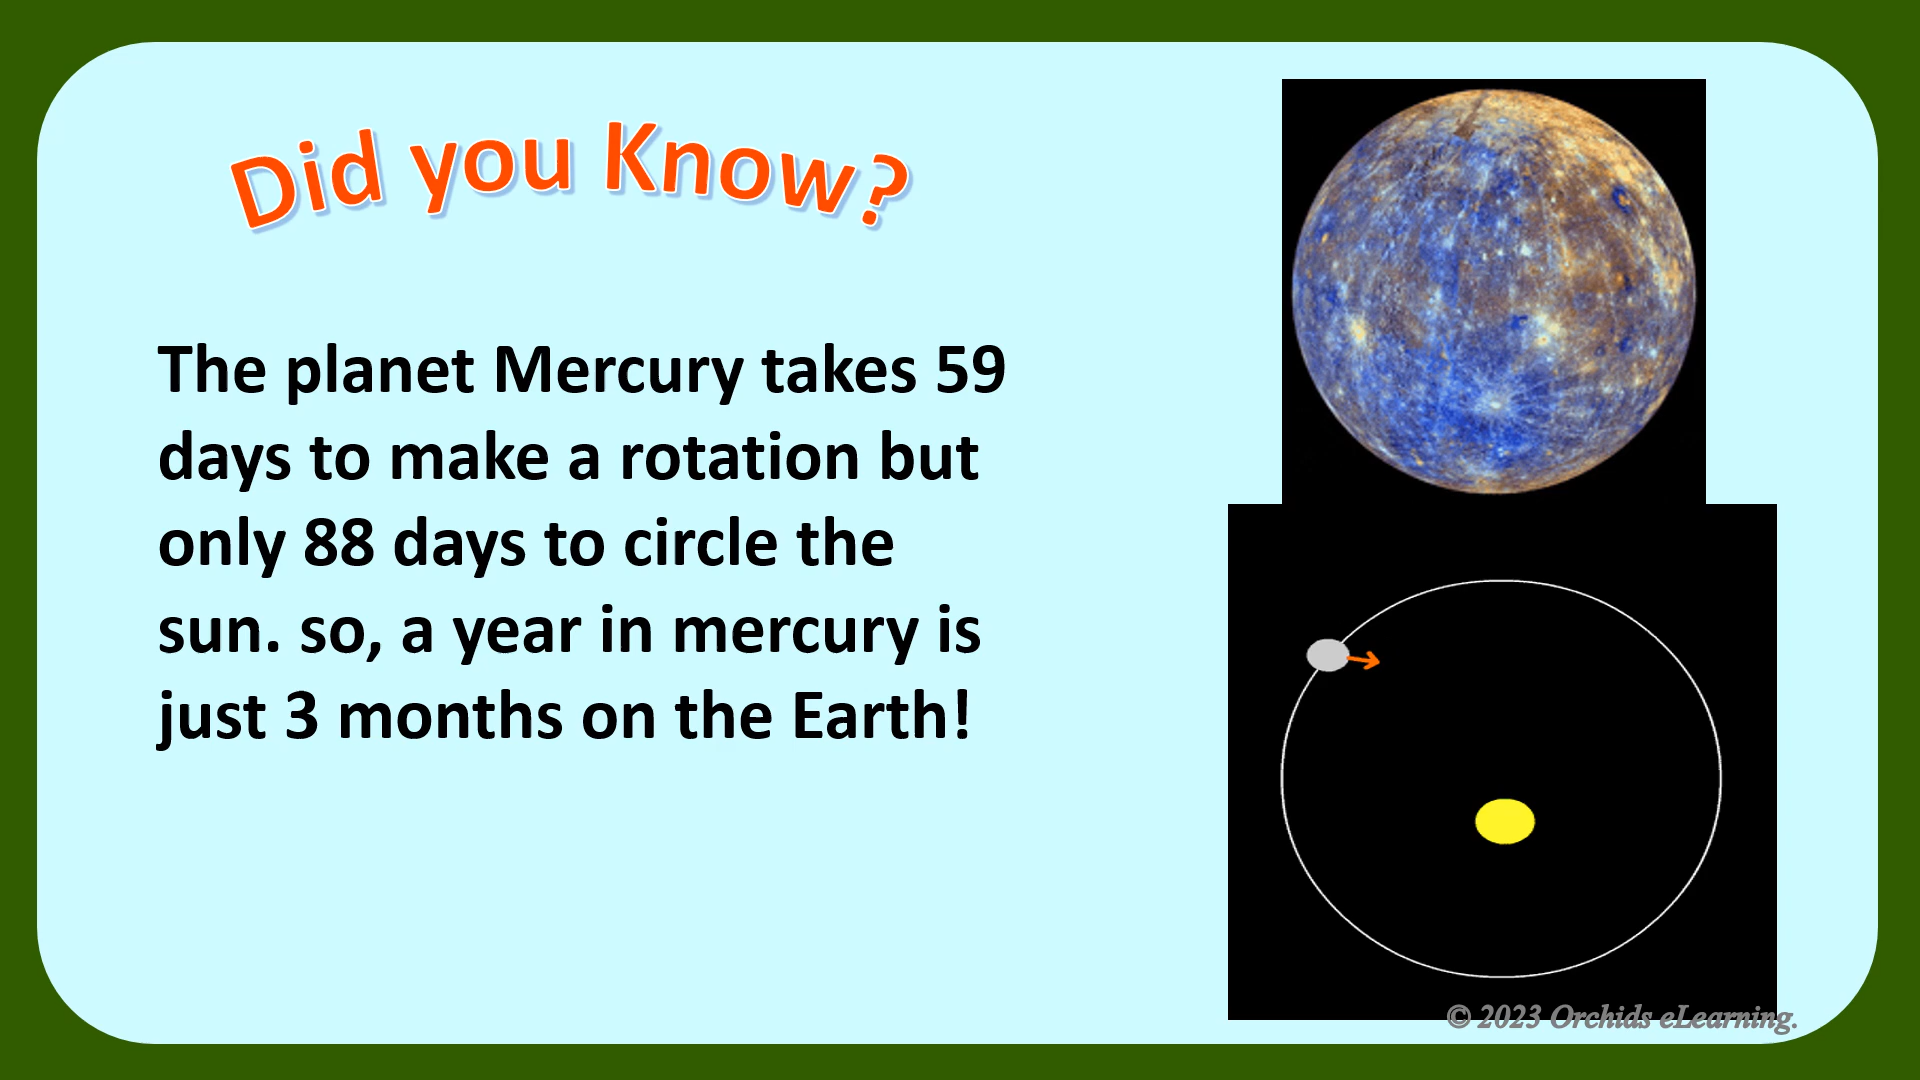 Did you Know?
The planet Mercury takes 59
days to make a rotation but
only 88 days to circle the
sun. so, a year in mercury is
just 3 months on the Earth!
© 2023 Orchids eLearning.